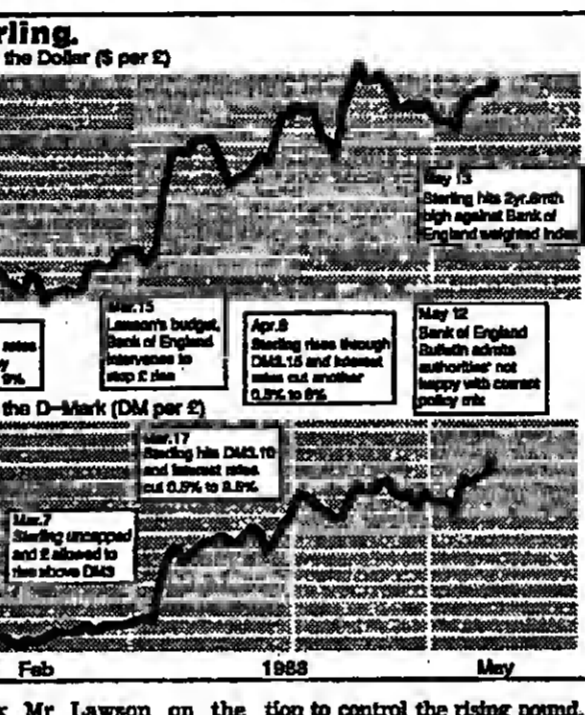 rling.
the Dollar ($ per £)
May 13
Sterling hits 2yr.6mth
high against Bank of
England weighted Index
Mar.15
Lawson's budget,
Bank of England
intervenes to
stop £ rise
Apr.8
Sterling rises through
DM3.15 and interest
rates cut another
0.5% to 8%
May 12
Bank of England
Bulletin admits
authorities' not
happy with current
policy mix
rates
y
9%
the D-Mark (DM per £)
Mar.17
Sterling hits DM3.10
and interest rates
cut 0.5% to 8.5%
Mar.7
Sterling uncapped
and £ allowed to
rise above DM3
Feb 1988 May
Mr Lawson on the
tion to control the rising pound.